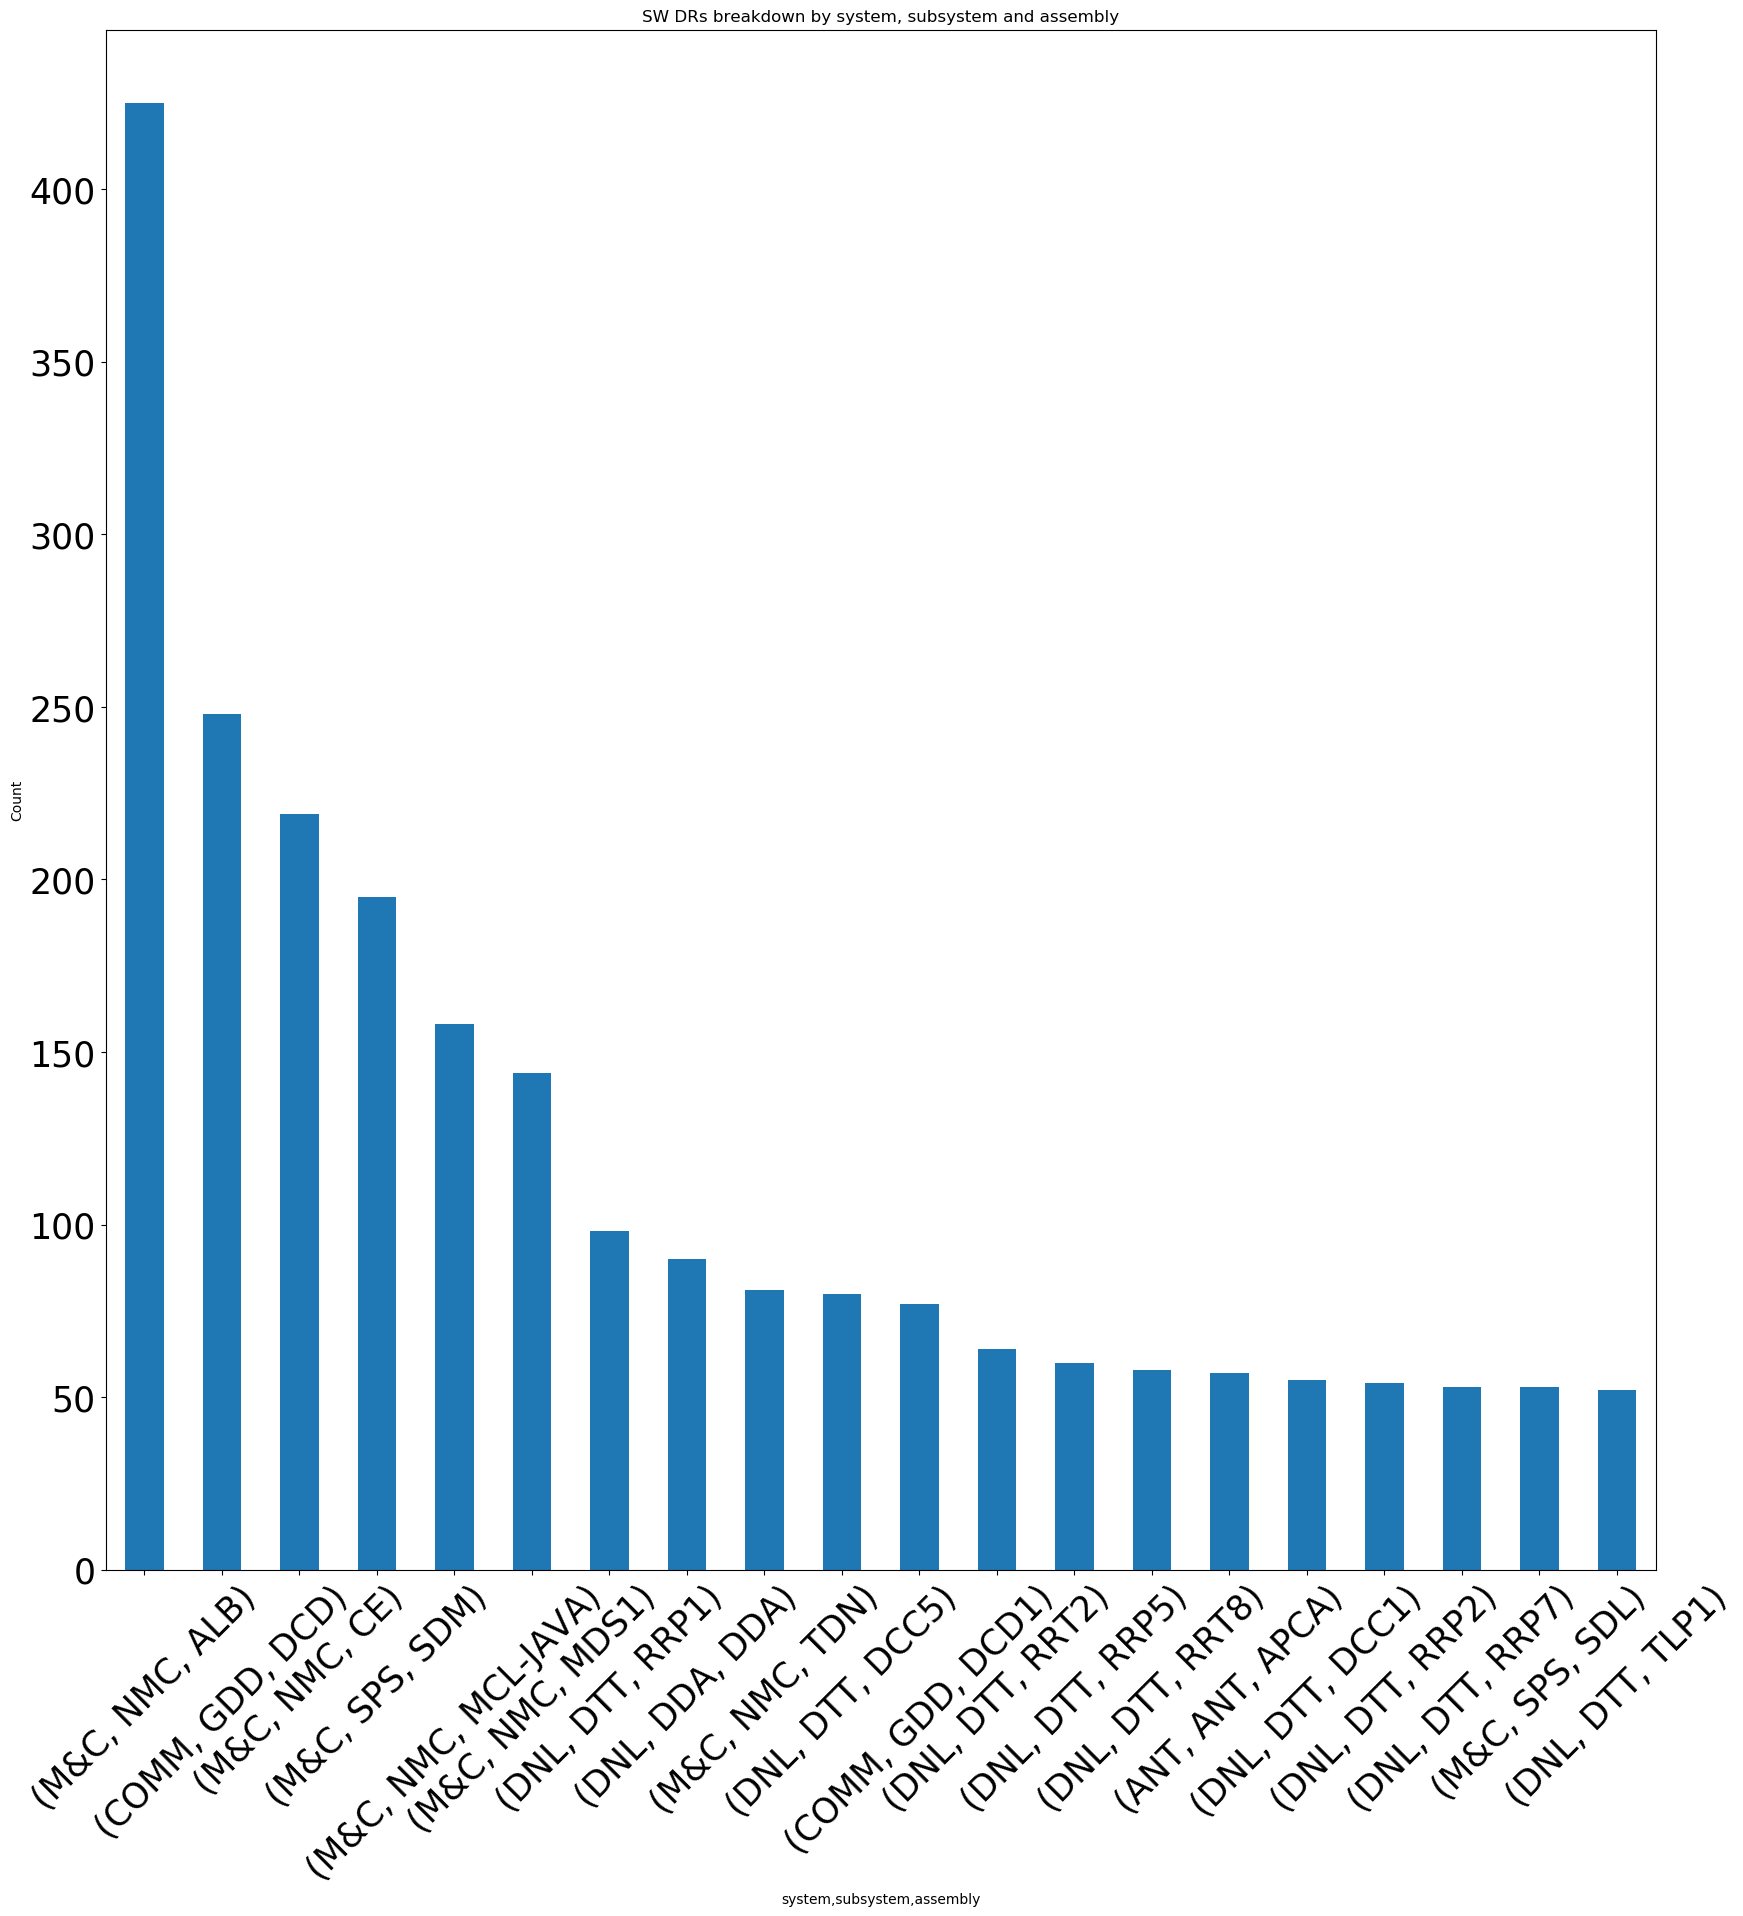 SW DRs breakdown by system, subsystem and assembly
400
350
300
250
200
150
100
50
0
Count
(M&C, NMC, ALB)
(COMM, GDD, DCD)
(M&C, NMC, CE)
(M&C, SPS, SDM)
(M&C, NMC, MCL-JAVA)
(M&C, NMC, MDS1)
(DNL, DTT, RRP1)
(DNL, DDA, DDA)
(M&C, NMC, TDN)
(DNL, DTT, DCC5)
(COMM, GDD, DCD1)
(DNL, DTT, RRT2)
(DNL, DTT, RRP5)
(DNL, DTT, RRT8)
(ANT, ANT, APCA)
(DNL, DTT, DCC1)
(DNL, DTT, RRP2)
(DNL, DTT, RRP7)
(M&C, SPS, SDL)
(DNL, DTT, TLP1)
system,subsystem,assembly